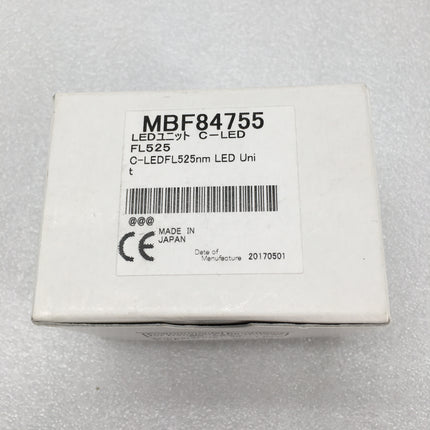 MBF84755
LEDユニット C-LED
FL525
C-LEDFL525nm LED Uni
t
@@@
CE MADE IN
JAPAN
Date of
Manufacture 20170501